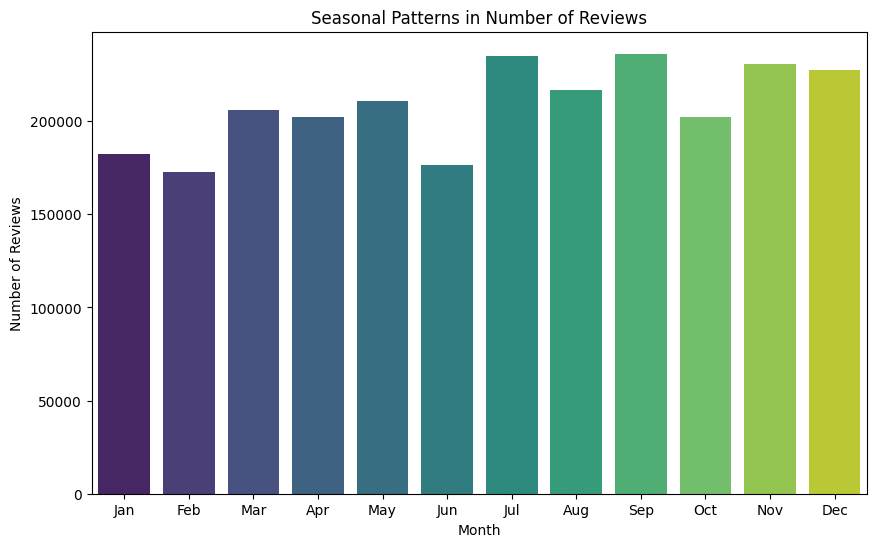 Seasonal Patterns in Number of Reviews
Number of Reviews
200000
150000
100000
50000
0
Jan Feb Mar Apr May Jun Jul Aug Sep Oct Nov Dec
Month